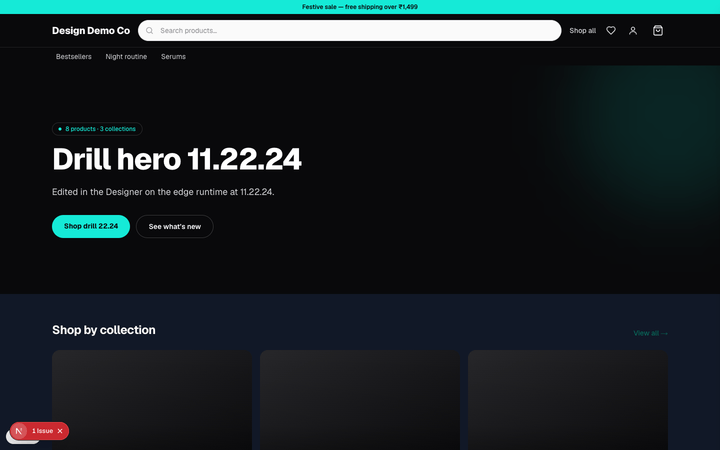 Festive sale — free shipping over ₹1,499
Design Demo Co
Search products...
Shop all
Bestsellers
Night routine
Serums
8 products · 3 collections
Drill hero 11.22.24
Edited in the Designer on the edge runtime at 11.22.24.
Shop drill 22.24
See what's new
Shop by collection
View all →
N
1 Issue